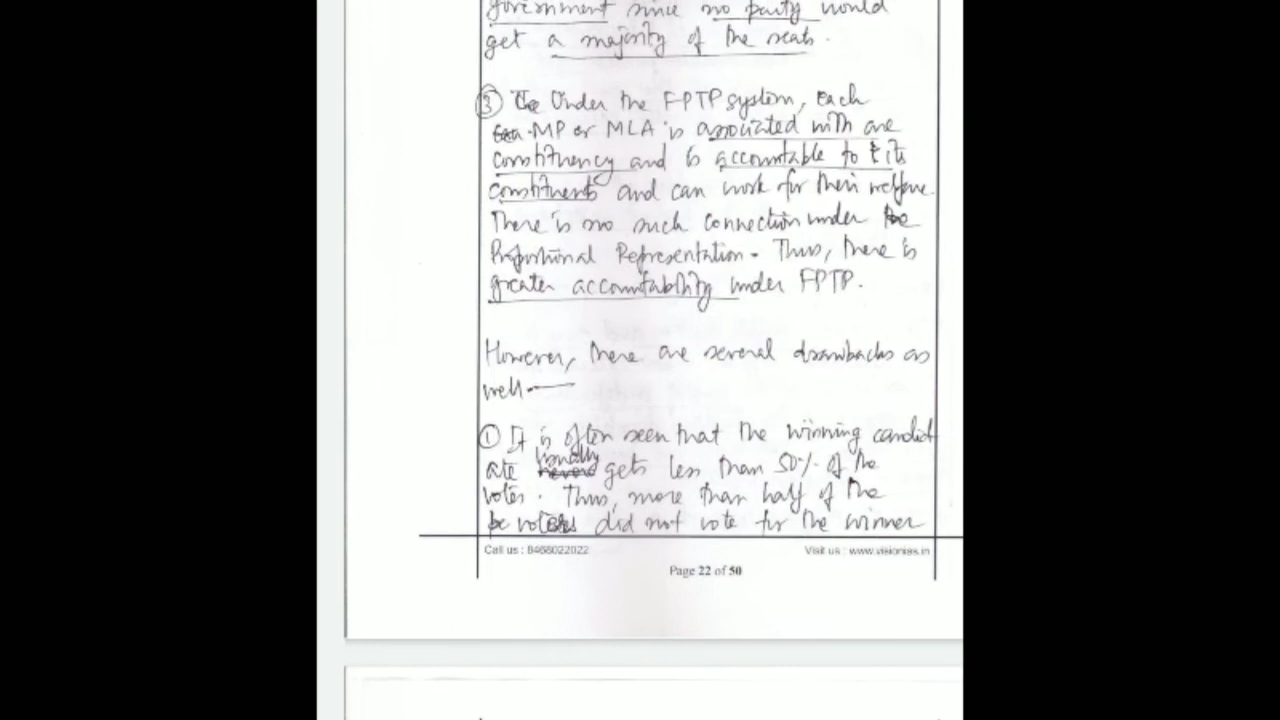 government since no party would
get a majority of the seats.
③ Under the FPTP system, each
MP or MLA is associated with one
constituency and is accountable to its
constituents and can work for their welfare.
There is no such connection under the
Proportional Representation. Thus, there is
greater accountability under FPTP.
However, there are several drawbacks as
well—
① It is often seen that the winning candid
ate usually gets less than 50% of the
votes. Thus, more than half of the
voters did not vote for the winner
Call us : 8468022022 Visit us : www.visionias.in
Page 22 of 50